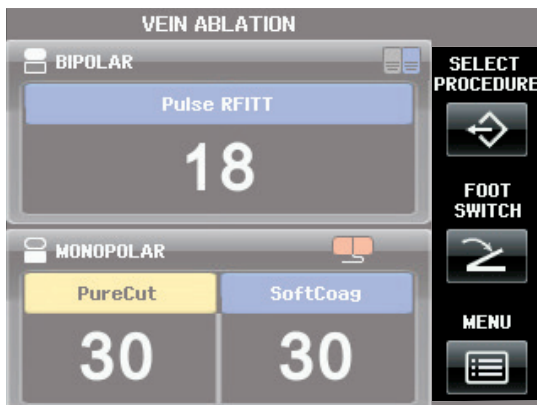 VEIN ABLATION
BIPOLAR
Pulse RFITT
18
MONOPOLAR
PureCut
SoftCoag
30
30
SELECT
PROCEDURE
FOOT
SWITCH
MENU